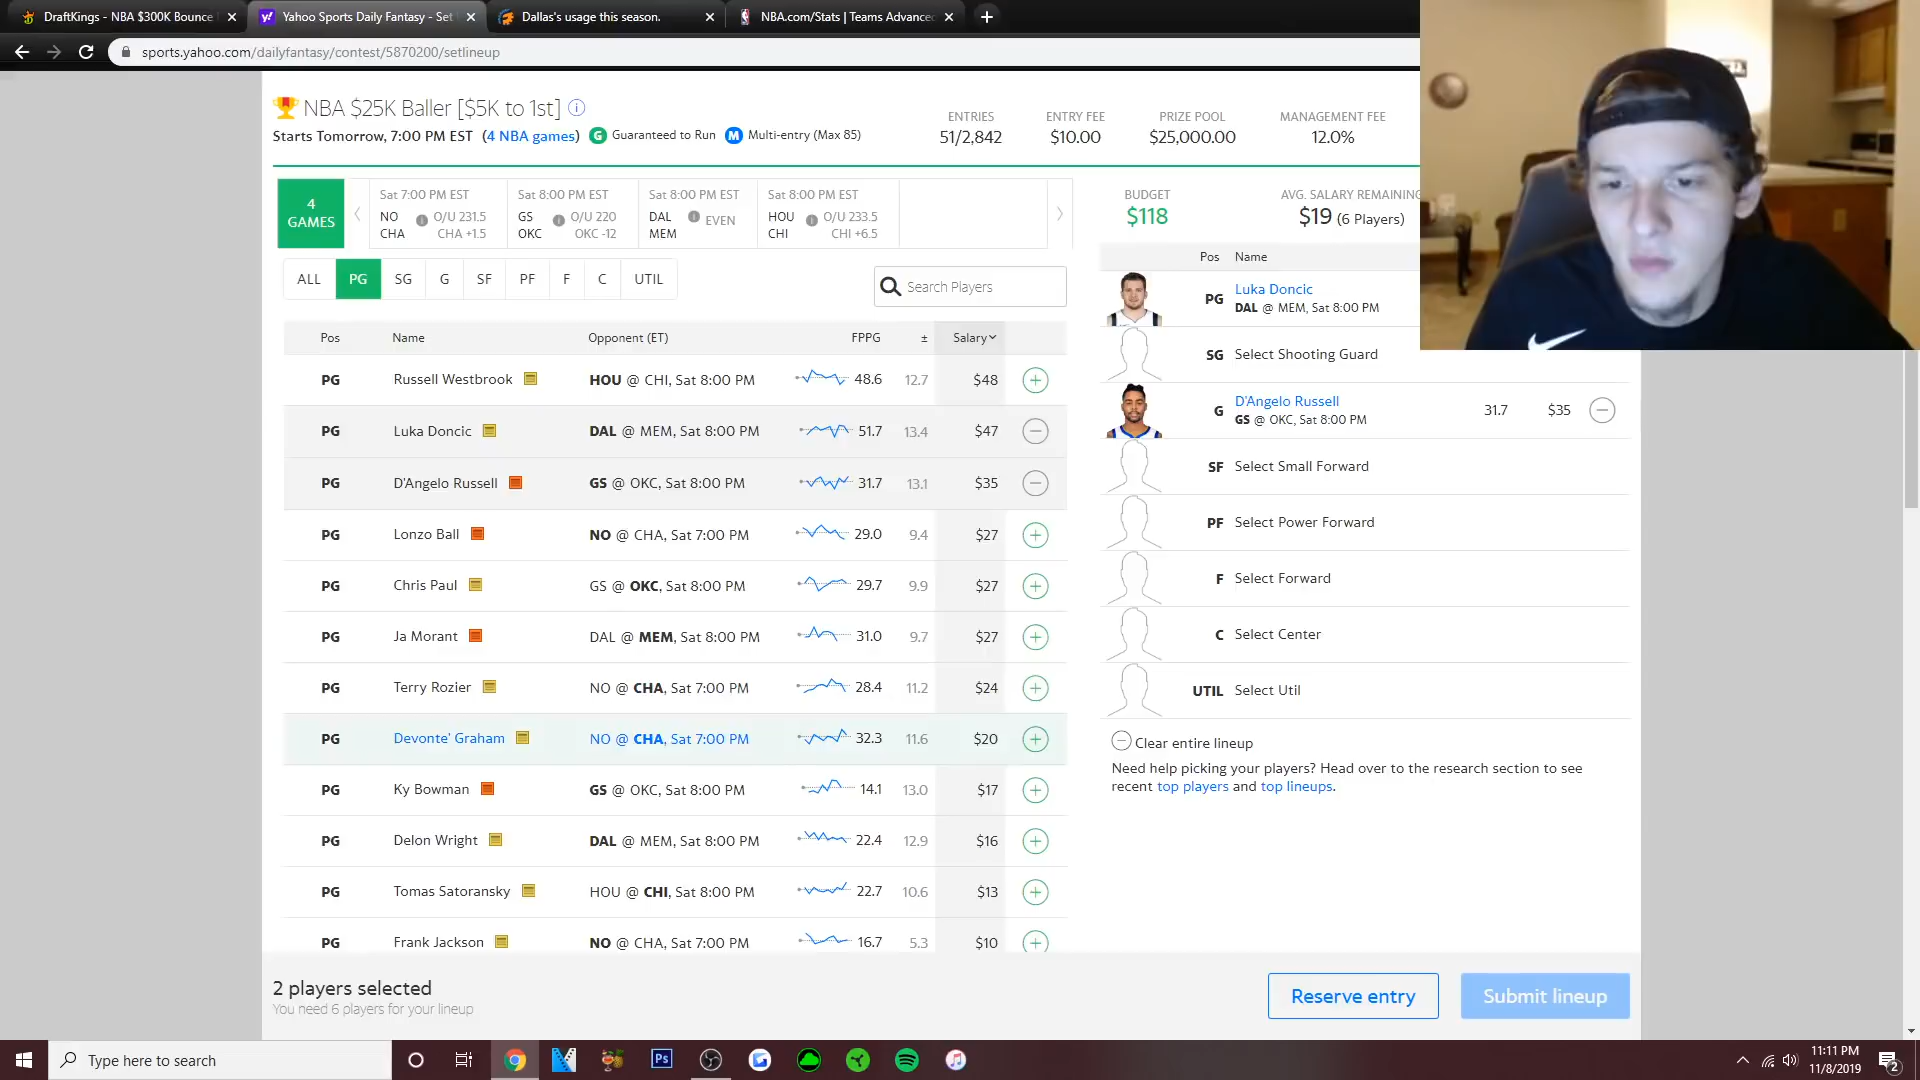 DraftKings - NBA $300K Bounce
Yahoo Sports Daily Fantasy - Set
Dallas's usage this season.
NBA.com/Stats | Teams Advanced
sports.yahoo.com/dailyfantasy/contest/5870200/setlineup
NBA $25K Baller [$5K to 1st]
Starts Tomorrow, 7:00 PM EST (4 NBA games) G Guaranteed to Run M Multi-entry (Max 85)
ENTRIES ENTRY FEE PRIZE POOL MANAGEMENT FEE
51/2,842 $10.00 $25,000.00 12.0%
4 GAMES
Sat 7:00 PM EST
NO O/U 231.5
CHA CHA +1.5
Sat 8:00 PM EST
GS O/U 220
OKC OKC -12
Sat 8:00 PM EST
DAL EVEN
MEM
Sat 8:00 PM EST
HOU O/U 233.5
CHI CHI +6.5
BUDGET AVG. SALARY REMAINING
$118 $19 (6 Players)
ALL PG SG G SF PF F C UTIL
Search Players
Pos Name Opponent (ET) FPPG ± Salary
PG Russell Westbrook HOU @ CHI, Sat 8:00 PM 48.6 12.7 $48
PG Luka Doncic DAL @ MEM, Sat 8:00 PM 51.7 13.4 $47
PG D'Angelo Russell GS @ OKC, Sat 8:00 PM 31.7 13.1 $35
PG Lonzo Ball NO @ CHA, Sat 7:00 PM 29.0 9.4 $27
PG Chris Paul GS @ OKC, Sat 8:00 PM 29.7 9.9 $27
PG Ja Morant DAL @ MEM, Sat 8:00 PM 31.0 9.7 $27
PG Terry Rozier NO @ CHA, Sat 7:00 PM 28.4 11.2 $24
PG Devonte' Graham NO @ CHA, Sat 7:00 PM 32.3 11.6 $20
PG Ky Bowman GS @ OKC, Sat 8:00 PM 14.1 13.0 $17
PG Delon Wright DAL @ MEM, Sat 8:00 PM 22.4 12.9 $16
PG Tomas Satoransky HOU @ CHI, Sat 8:00 PM 22.7 10.6 $13
PG Frank Jackson NO @ CHA, Sat 7:00 PM 16.7 5.3 $10
Pos Name
PG Luka Doncic
DAL @ MEM, Sat 8:00 PM
SG Select Shooting Guard
G D'Angelo Russell 31.7 $35
GS @ OKC, Sat 8:00 PM
SF Select Small Forward
PF Select Power Forward
F Select Forward
C Select Center
UTIL Select Util
Clear entire lineup
Need help picking your players? Head over to the research section to see
recent top players and top lineups.
2 players selected
You need 6 players for your lineup
Reserve entry
Submit lineup
Type here to search
Ps
11:11 PM
11/8/2019
2